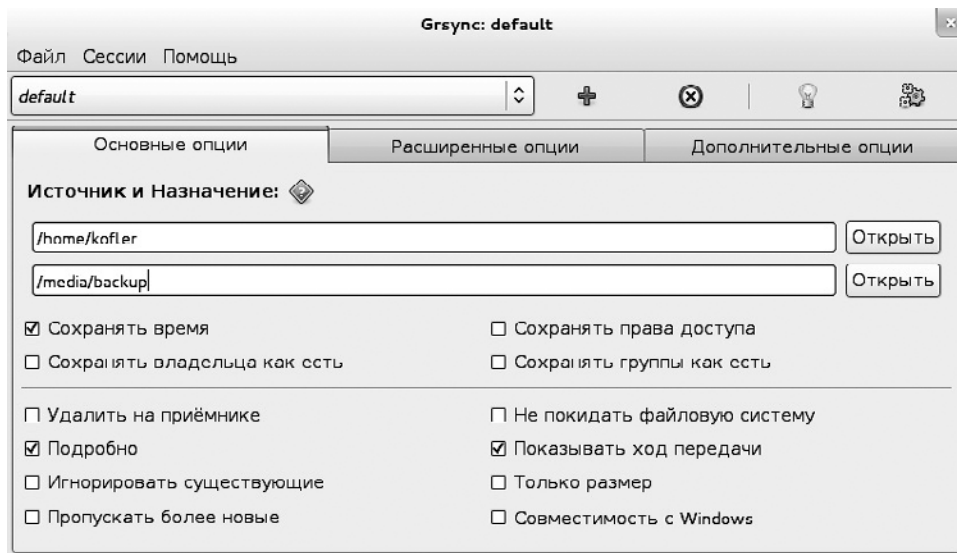 Grsync: default
Файл Сессии Помощь
default
Основные опции Расширенные опции Дополнительные опции
Источник и Назначение:
/home/kofler Открыть
/media/backup Открыть
Сохранять время Сохранять права доступа
Сохранять владельца как есть Сохранять группы как есть
Удалить на приёмнике Не покидать файловую систему
Подробно Показывать ход передачи
Игнорировать существующие Только размер
Пропускать более новые Совместимость с Windows